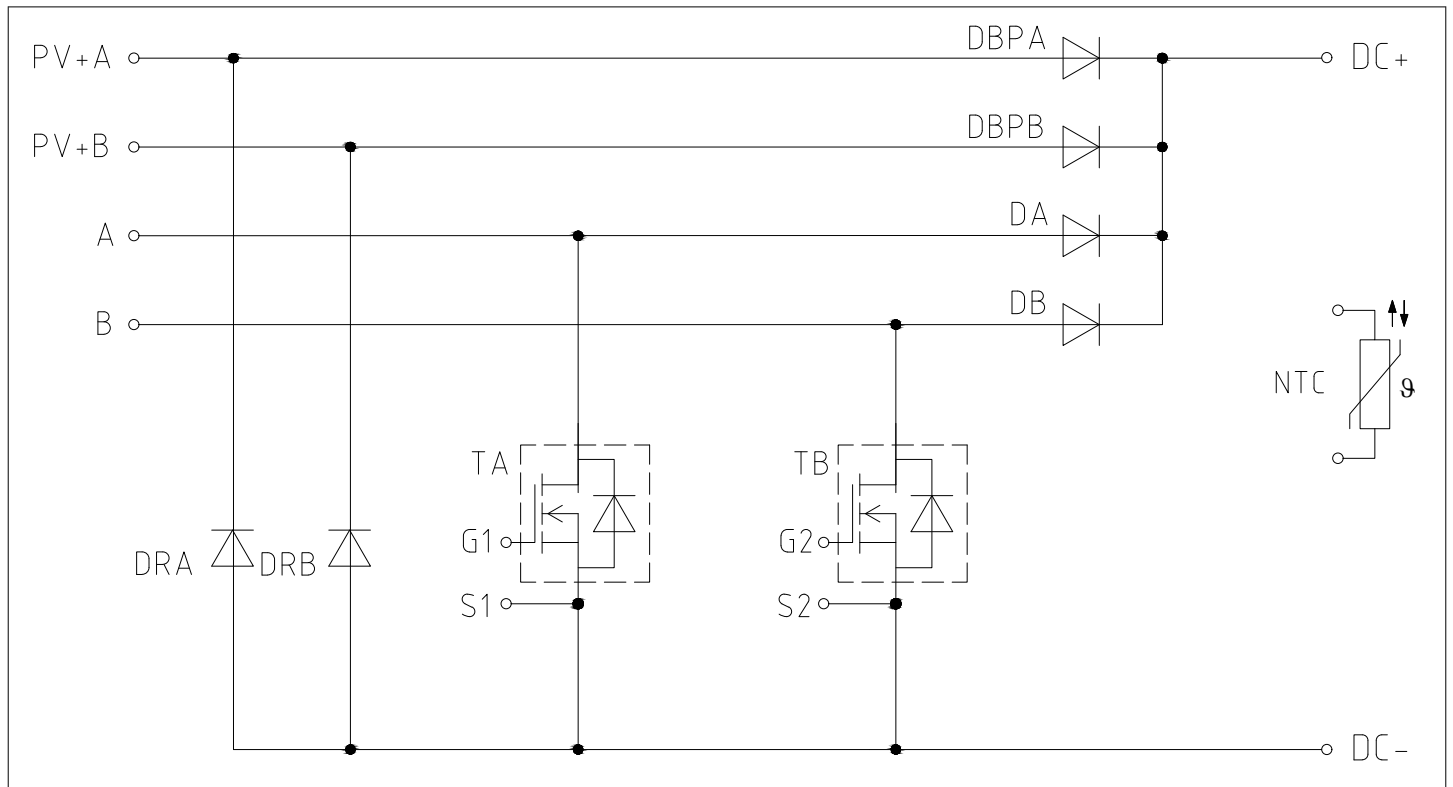 DBPA
PV+A
DC+
DBPB
PV+B
DA
A
DB
B
NTC
ϑ
TA
TB
G1
G2
DRA
DRB
S1
S2
DC-